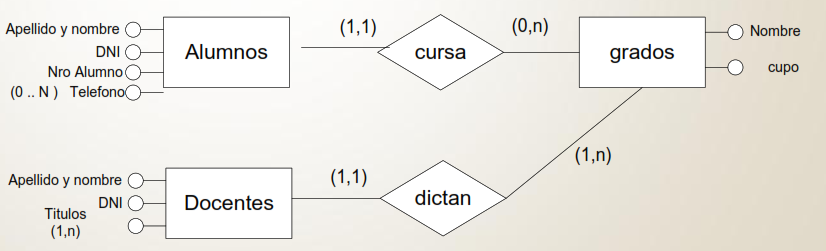 Apellido y nombre
DNI
Nro Alumno
(0 .. N ) Telefono
Alumnos
(1,1)
cursa
(0,n)
grados
Nombre
cupo
Apellido y nombre
DNI
Titulos
(1,n)
Docentes
(1,1)
dictan
(1,n)